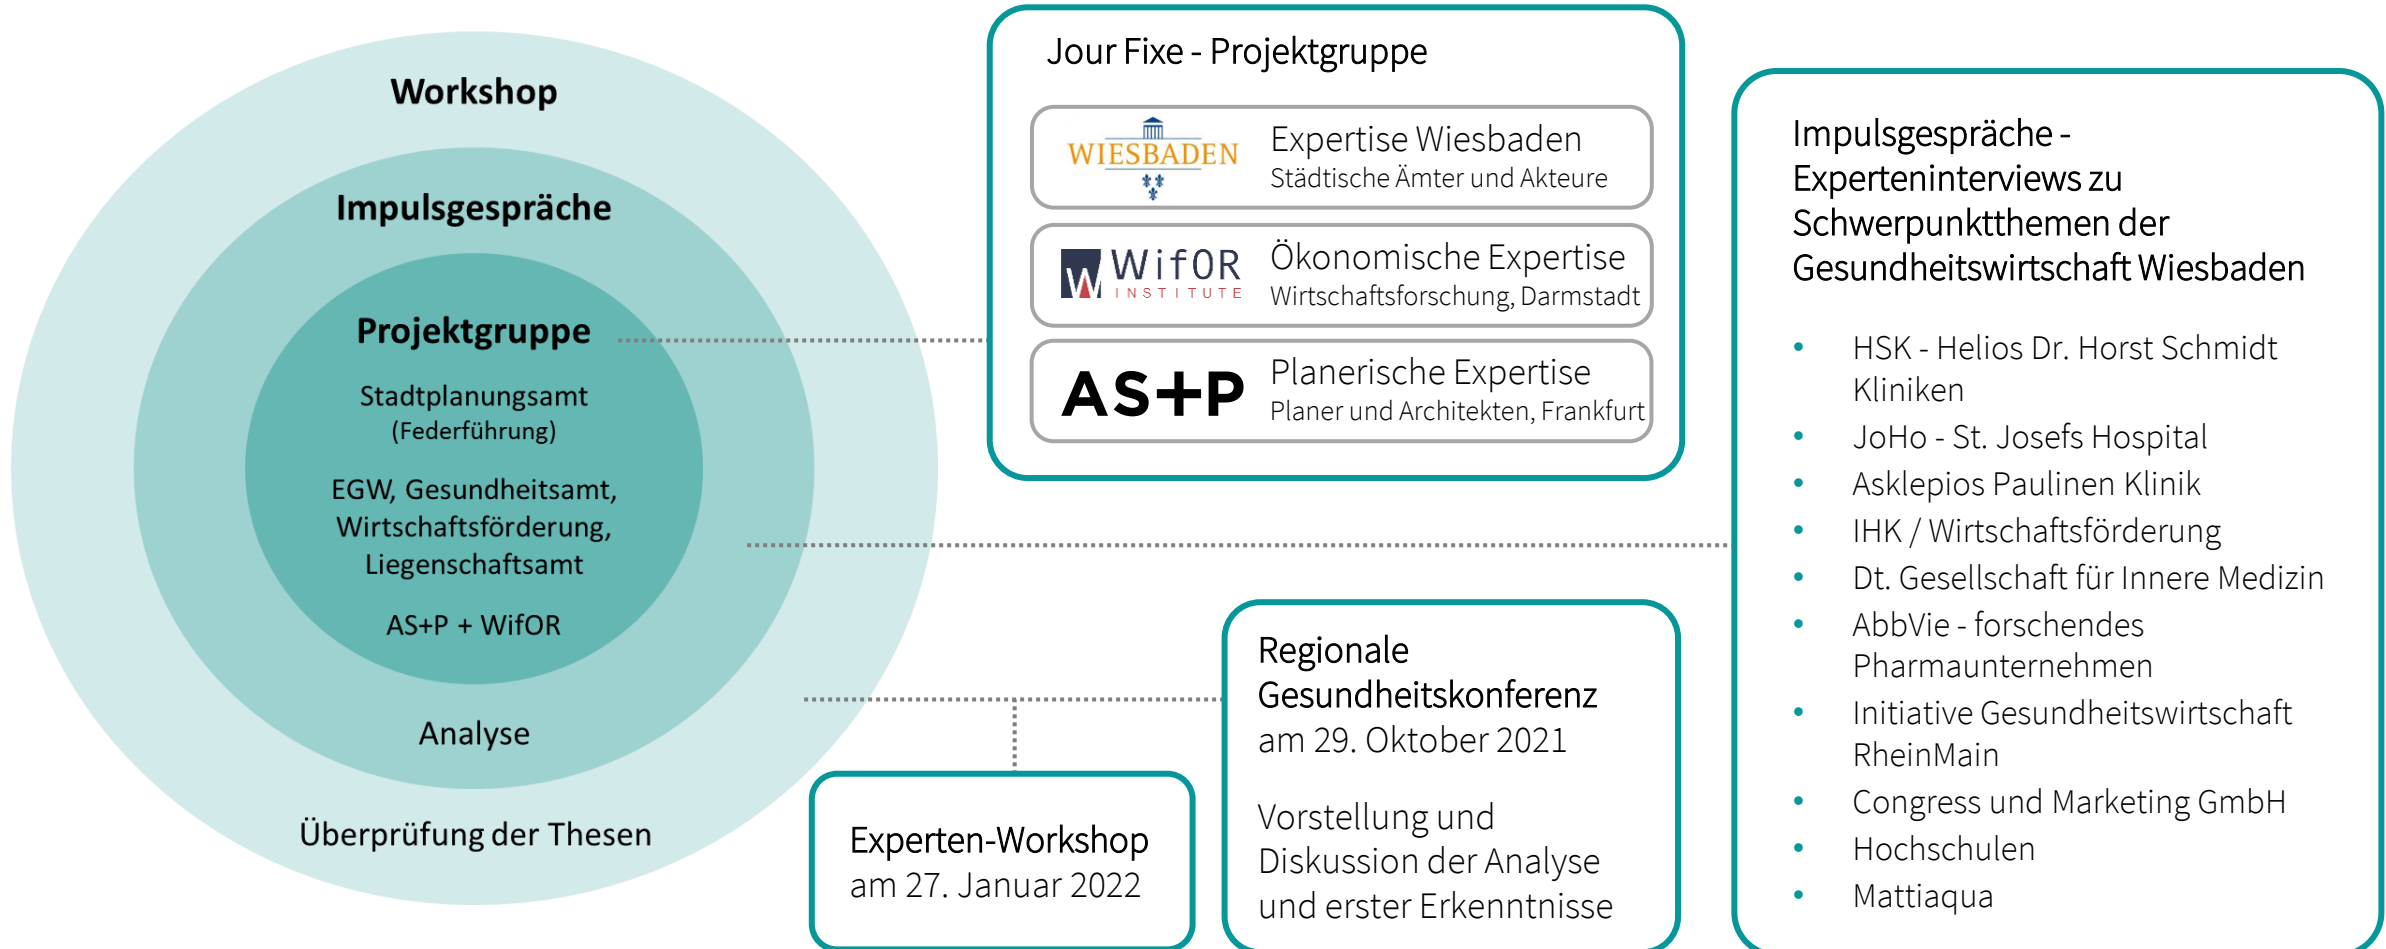 Workshop
Impulsgespräche
Projektgruppe
Stadtplanungsamt
(Federführung)
EGW, Gesundheitsamt,
Wirtschaftsförderung,
Liegenschaftsamt
AS+P + WifOR
Analyse
Überprüfung der Thesen
Jour Fixe - Projektgruppe
WIESBADEN
Expertise Wiesbaden
Städtische Ämter und Akteure
WifOR
INSTITUTE
Ökonomische Expertise
Wirtschaftsforschung, Darmstadt
AS+P
Planerische Expertise
Planer und Architekten, Frankfurt
Experten-Workshop
am 27. Januar 2022
Regionale
Gesundheitskonferenz
am 29. Oktober 2021
Vorstellung und
Diskussion der Analyse
und erster Erkenntnisse
Impulsgespräche -
Experteninterviews zu
Schwerpunktthemen der
Gesundheitswirtschaft Wiesbaden
• HSK - Helios Dr. Horst Schmidt
Kliniken
• JoHo - St. Josefs Hospital
• Asklepios Paulinen Klinik
• IHK / Wirtschaftsförderung
• Dt. Gesellschaft für Innere Medizin
• AbbVie - forschendes
Pharmaunternehmen
• Initiative Gesundheitswirtschaft
RheinMain
• Congress und Marketing GmbH
• Hochschulen
• Mattiaqua